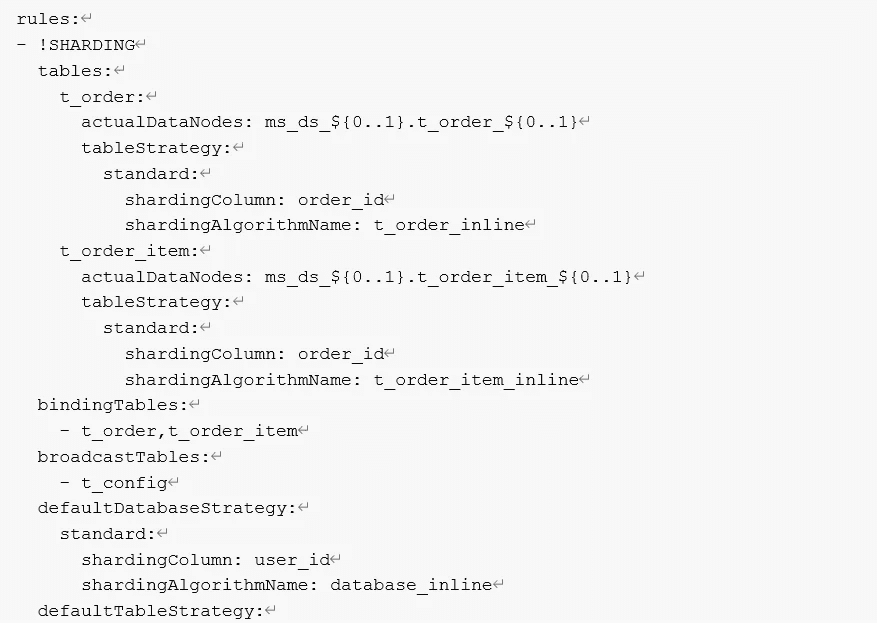 rules:↵
- !SHARDING↵
  tables:↵
    t_order:↵
      actualDataNodes: ms_ds_${0..1}.t_order_${0..1}↵
      tableStrategy:↵
        standard:↵
          shardingColumn: order_id↵
          shardingAlgorithmName: t_order_inline↵
    t_order_item:↵
      actualDataNodes: ms_ds_${0..1}.t_order_item_${0..1}↵
      tableStrategy:↵
        standard:↵
          shardingColumn: order_id↵
          shardingAlgorithmName: t_order_item_inline↵
  bindingTables:↵
    - t_order,t_order_item↵
  broadcastTables:↵
    - t_config↵
  defaultDatabaseStrategy:↵
    standard:↵
      shardingColumn: user_id↵
      shardingAlgorithmName: database_inline↵
  defaultTableStrategy:↵